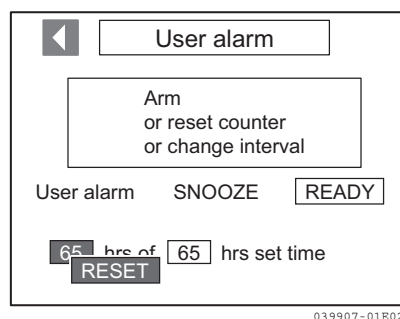 User alarm
Arm
or reset counter
or change interval
User alarm SNOOZE READY
65 hrs of 65 hrs set time
RESET
039907-01E02